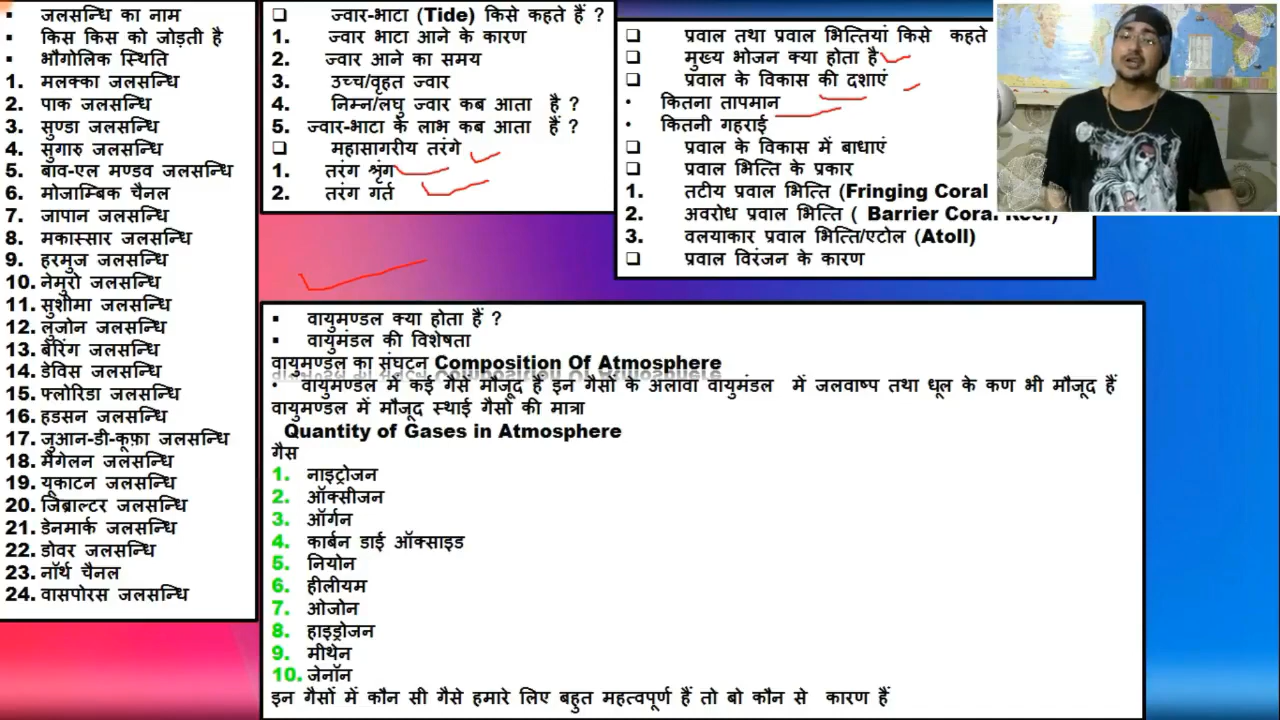 जलसन्धि का नाम
किस किस को जोड़ती है
भौगोलिक स्थिति
1. मलक्का जलसन्धि
2. पाक जलसन्धि
3. सुण्डा जलसन्धि
4. सुगारु जलसन्धि
5. बाव-एल मण्डव जलसन्धि
6. मोजाम्बिक चैनल
7. जापान जलसन्धि
8. मकास्सार जलसन्धि
9. हरमुज जलसन्धि
10. नेमुरो जलसन्धि
11. सुशीमा जलसन्धि
12. लुजोन जलसन्धि
13. बेरिंग जलसन्धि
14. डेविस जलसन्धि
15. फ्लोरिडा जलसन्धि
16. हडसन जलसन्धि
17. जुआन-डी-कूफ़ा जलसन्धि
18. मैगेलन जलसन्धि
19. यूकाटन जलसन्धि
20. जिब्राल्टर जलसन्धि
21. डेनमार्क जलसन्धि
22. डोवर जलसन्धि
23. नॉर्थ चैनल
24. वासपोरस जलसन्धि
ज्वार-भाटा (Tide) किसे कहते हैं ?
1. ज्वार भाटा आने के कारण
2. ज्वार आने का समय
3. उच्च/वृहत ज्वार
4. निम्न/लघु ज्वार कब आता है ?
5. ज्वार-भाटा के लाभ कब आता हैं ?
महासागरीय तरंगे
1. तरंग श्रृंग
2. तरंग गर्त
प्रवाल तथा प्रवाल भित्तियां किसे कहते
मुख्य भोजन क्या होता है
प्रवाल के विकास की दशाएं
कितना तापमान
कितनी गहराई
प्रवाल के विकास में बाधाएं
प्रवाल भित्ति के प्रकार
1. तटीय प्रवाल भित्ति (Fringing Coral
2. अवरोध प्रवाल भित्ति ( Barrier Coral Reef)
3. वलयाकार प्रवाल भित्ति/एटोल (Atoll)
प्रवाल विरंजन के कारण
वायुमण्डल क्या होता हैं ?
वायुमंडल की विशेषता
वायुमण्डल का संघटन Composition Of Atmosphere
वायुमण्डल में कई गैसें मौजूद हैं इन गैसों के अलावा वायुमंडल में जलवाष्प तथा धूल के कण भी मौजूद हैं
वायुमण्डल में मौजूद स्थाई गैसों की मात्रा
Quantity of Gases in Atmosphere
गैस
1. नाइट्रोजन
2. ऑक्सीजन
3. ऑर्गन
4. कार्बन डाई ऑक्साइड
5. नियोन
6. हीलीयम
7. ओजोन
8. हाइड्रोजन
9. मीथेन
10. जेनॉन
इन गैसों में कौन सी गैसे हमारे लिए बहुत महत्वपूर्ण हैं तो बो कौन से कारण हैं